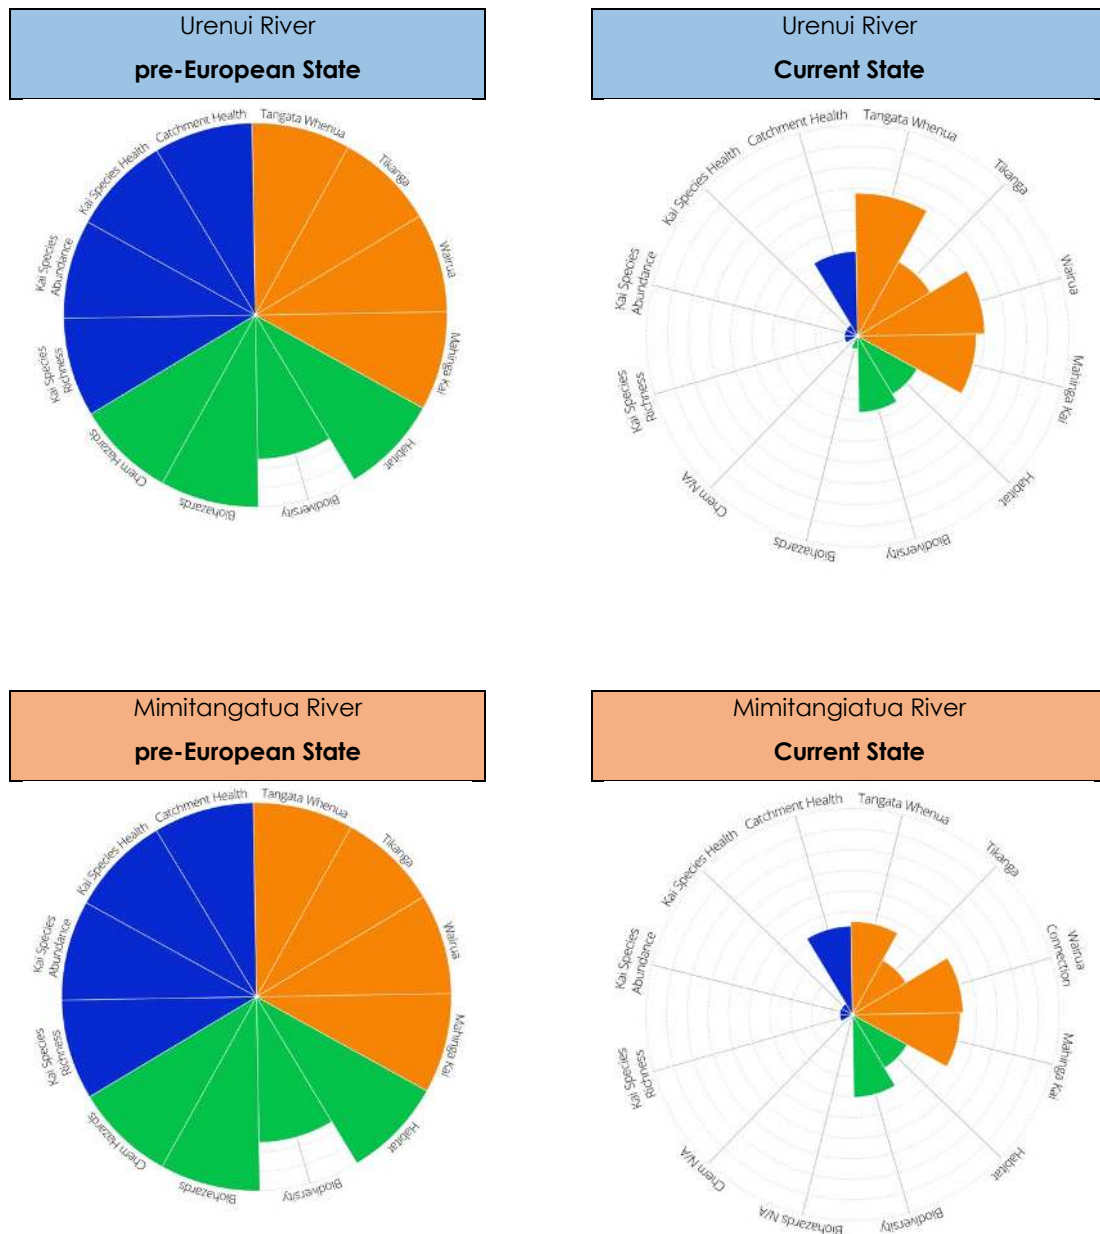 Urenui River
pre-European State
Catchment Health
Tangata Whenua
Tikanga
Wairua
Mahinga Kai
Habitat
Biodiversity
Biohazards
Chem Hazards
Kai Species
Richness
Kai Species
Abundance
Kai Species Health
Urenui River
Current State
Catchment Health
Tangata Whenua
Tikanga
Wairua
Mahinga Kai
Habitat
Biodiversity
Biohazards
Chem N/A
Kai Species
Richness
Kai Species
Abundance
Kai Species Health
Mimitangatua River
pre-European State
Catchment Health
Tangata Whenua
Tikanga
Wairua
Mahinga Kai
Habitat
Biodiversity
Biohazards
Chem Hazards
Kai Species
Richness
Kai Species
Abundance
Kai Species Health
Mimitangiatua River
Current State
Catchment Health
Tangata Whenua
Tikanga
Wairua
Connection
Mahinga Kai
Habitat
Biodiversity
Biohazards N/A
Chem N/A
Kai Species
Richness
Kai Species
Abundance
Kai Species Health